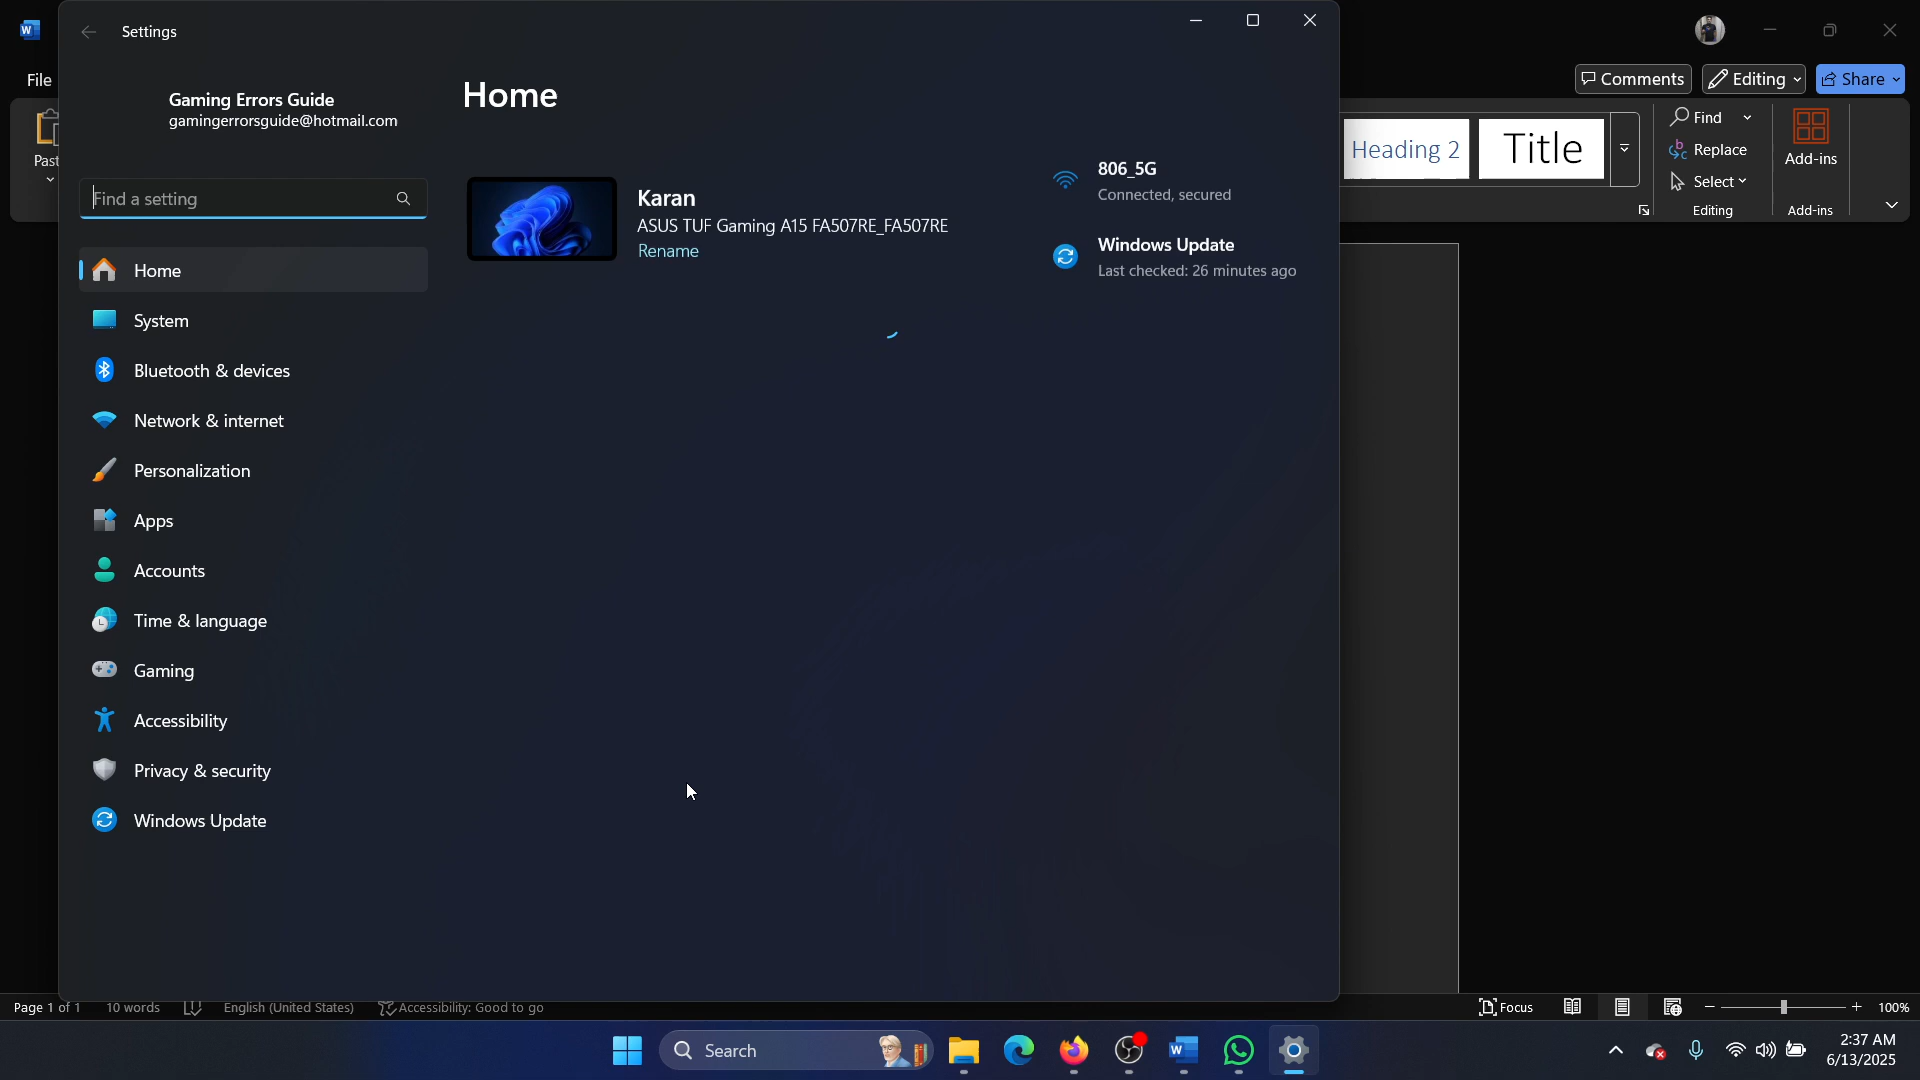 Settings
File
Comments
Editing
Share
Gaming Errors Guide
gamingerrorsguide@hotmail.com
Home
Past
Heading 2
Title
Find
Replace
Select
Editing
Add-ins
Add-ins
Find a setting
Karan
ASUS TUF Gaming A15 FA507RE_FA507RE
Rename
806_5G
Connected, secured
Windows Update
Last checked: 26 minutes ago
Home
System
Bluetooth & devices
Network & internet
Personalization
Apps
Accounts
Time & language
Gaming
Accessibility
Privacy & security
Windows Update
Page 1 of 1
10 words
English (United States)
Accessibility: Good to go
Focus
100%
Search
2:37 AM
6/13/2025